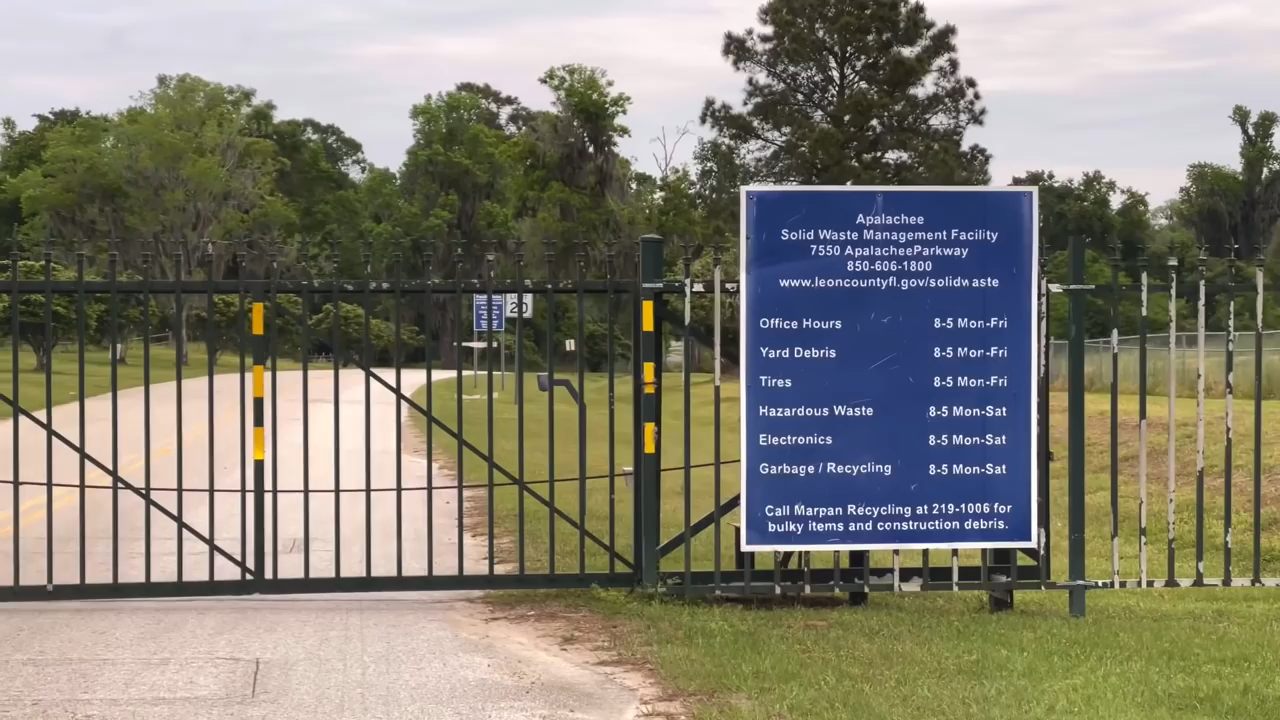 Apalachee
Solid Waste Management Facility
7550 ApalacheeParkway
850-606-1800
www.leoncountyfl.gov/solidwaste
Office Hours 8-5 Mon-Fri
Yard Debris 8-5 Mon-Fri
Tires 8-5 Mon-Fri
Hazardous Waste 8-5 Mon-Sat
Electronics 8-5 Mon-Sat
Garbage / Recycling 8-5 Mon-Sat
Call Marpan Recycling at 219-1006 for
bulky items and construction debris.
20